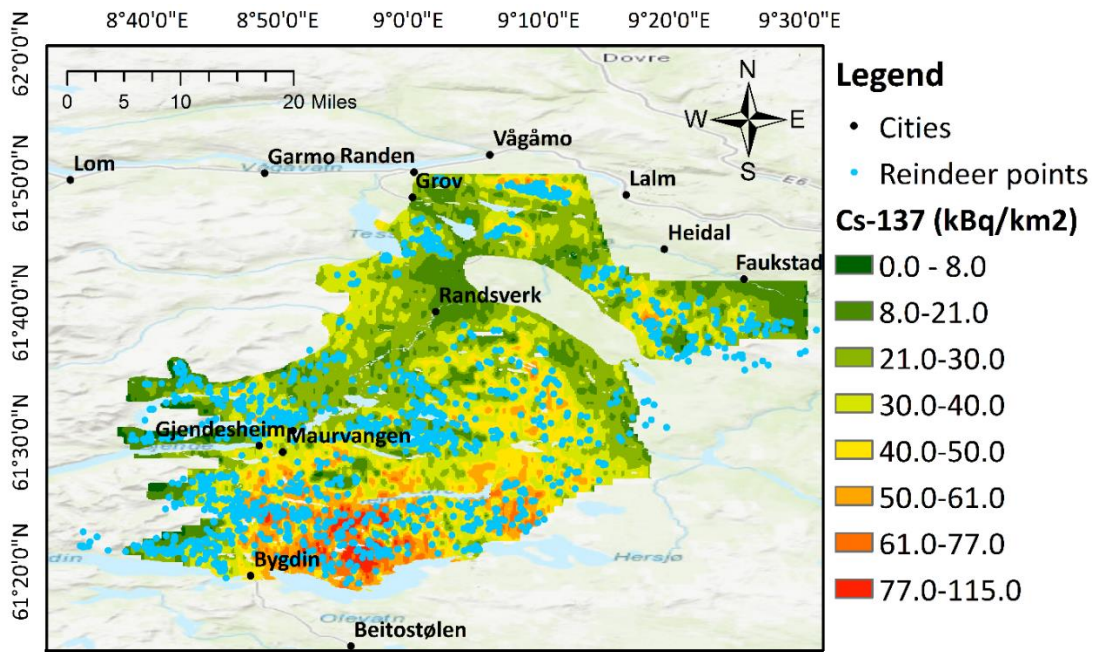 8°40'0"E 8°50'0"E 9°0'0"E 9°10'0"E 9°20'0"E 9°30'0"E
62°0'0"N
61°50'0"N
61°40'0"N
61°30'0"N
61°20'0"N
0 5 10 20 Miles
Dovre
N
W E
S
E6
Vågåmo
Lom
Garmo
Randen
Vågåvatn
Grov
Lalm
Tess
Heidal
Faukstad
Randsverk
Gjendesheim
Maurvangen
Bygdin
Hersjø
Olevatn
Beitostølen
Legend
Cities
Reindeer points
Cs-137 (kBq/km2)
0.0 - 8.0
8.0-21.0
21.0-30.0
30.0-40.0
40.0-50.0
50.0-61.0
61.0-77.0
77.0-115.0